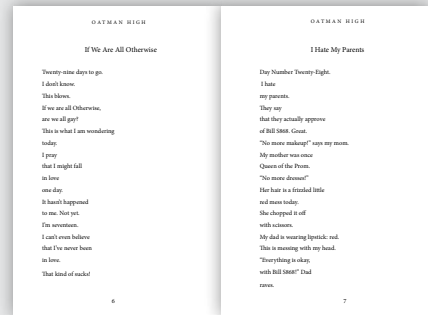 OATMAN HIGH
If We Are All Otherwise
Twenty-nine days to go.
I don't know.
This blows.
If we are all Otherwise,
are we all gay?
This is what I am wondering
today.
I pray
that I might fall
in love
one day.
It hasn't happened
to me. Not yet.
I'm seventeen.
I can't even believe
that I've never been
in love.
That kind of sucks!
6
OATMAN HIGH
I Hate My Parents
Day Number Twenty-Eight.
I hate
my parents.
They say
that they actually approve
of Bill S868. Great.
"No more makeup!" says my mom.
My mother was once
Queen of the Prom.
"No more dresses!"
Her hair is a frizzled little
red mess today.
She chopped it off
with scissors.
My dad is wearing lipstick: red.
This is messing with my head.
"Everything is okay,
with Bill S868!" Dad
raves.
7